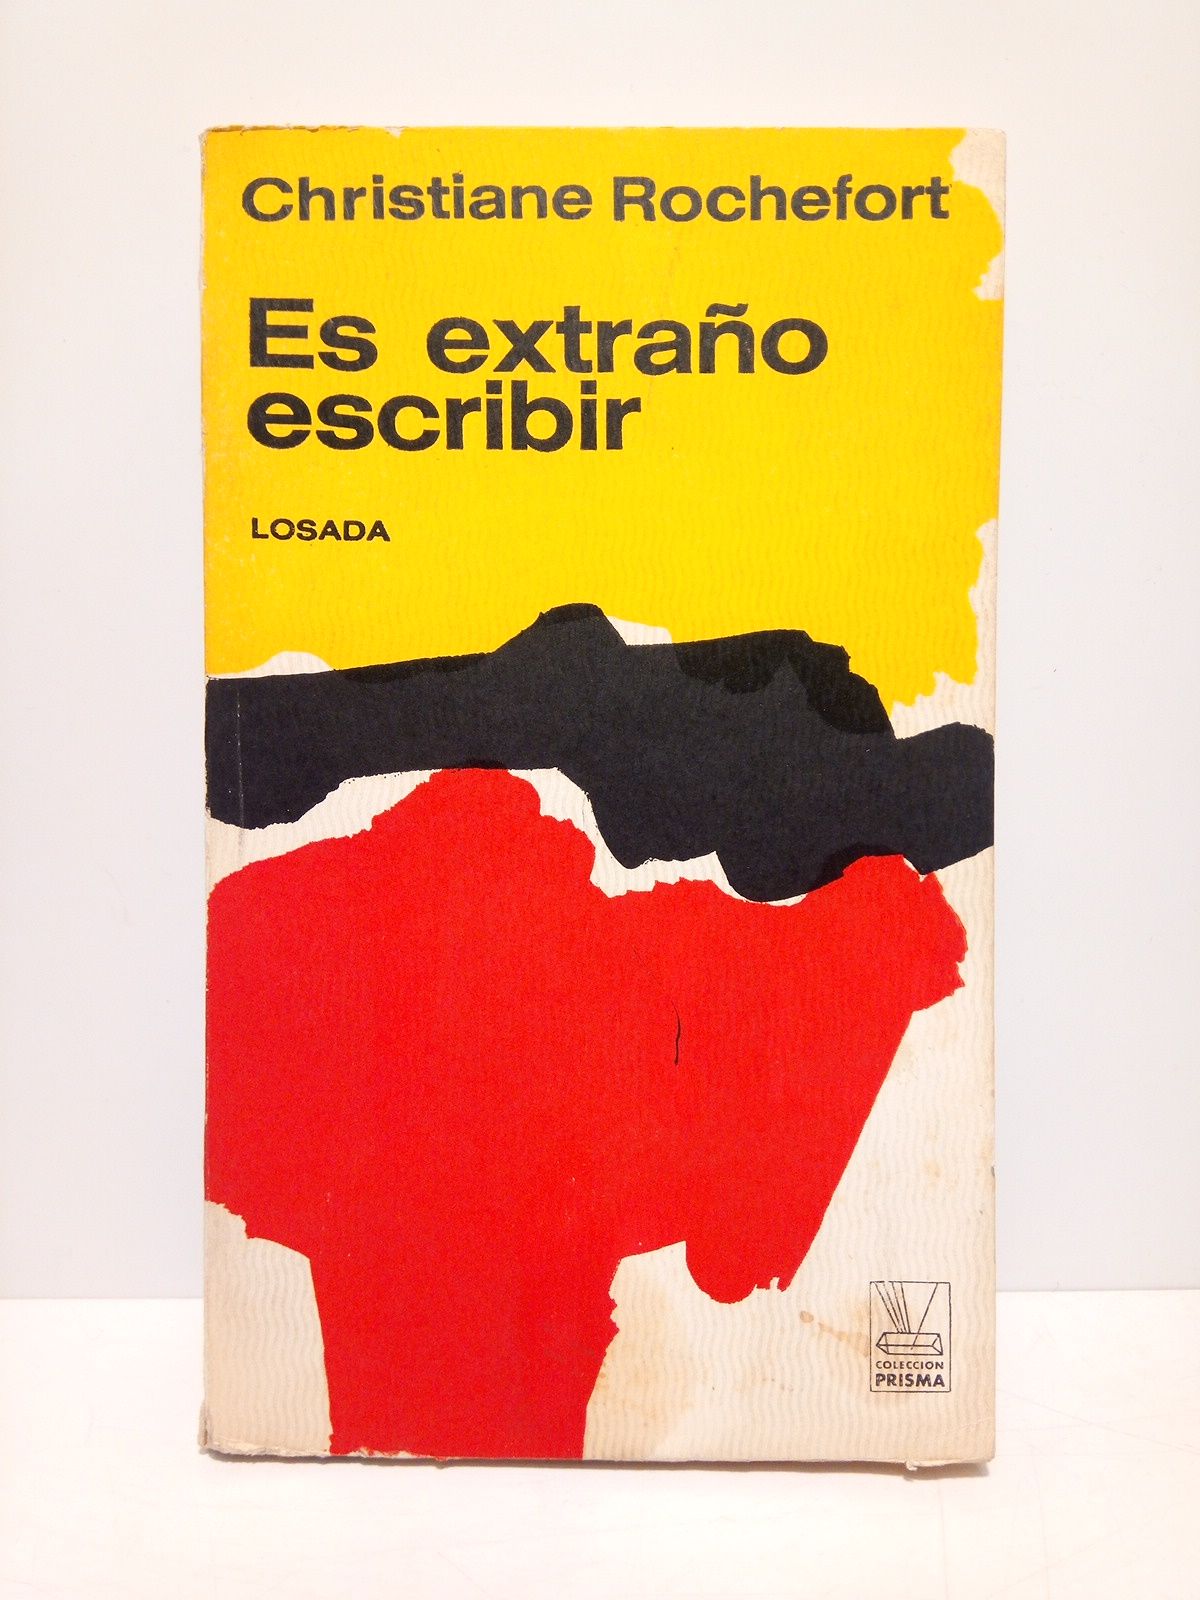 Christiane Rochefort
Es extraño
escribir
LOSADA
COLECCION
PRISMA